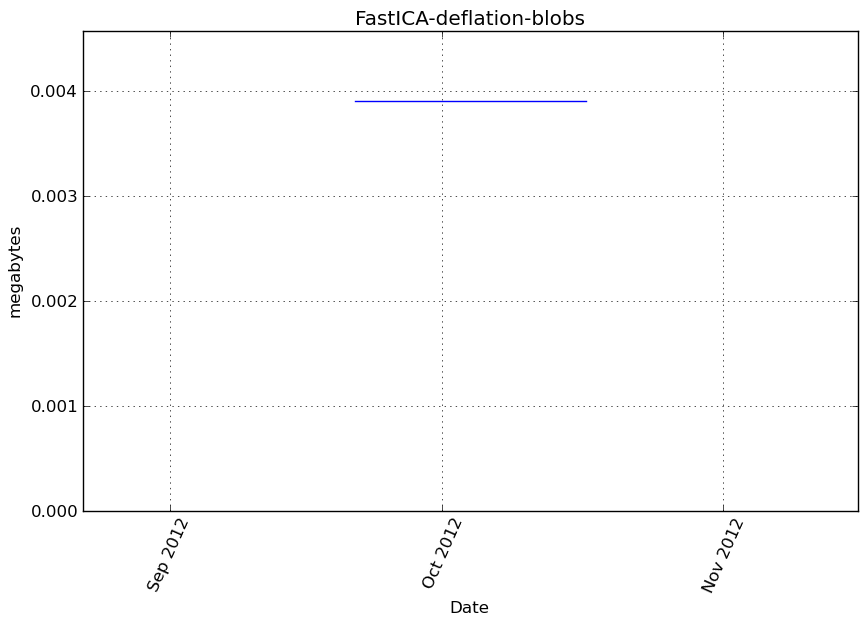 FastICA-deflation-blobs
0.004
0.003
0.002
0.001
0.000
megabytes
Sep 2012
Oct 2012
Nov 2012
Date